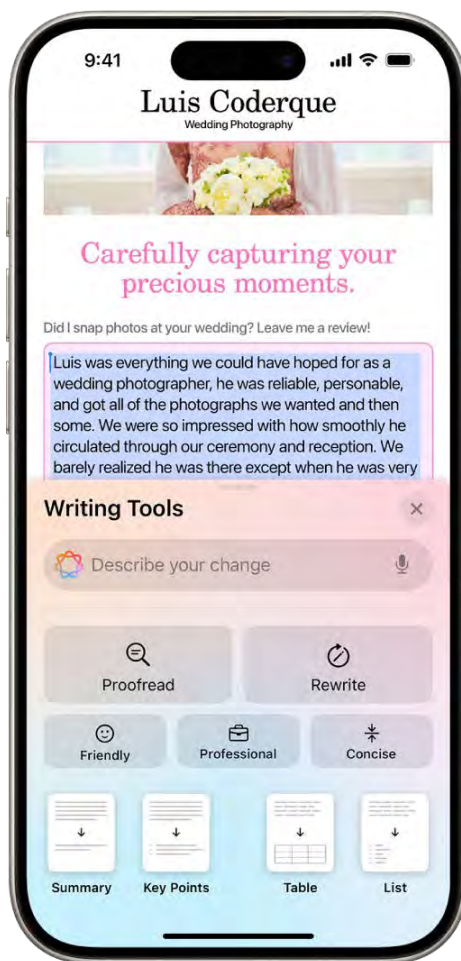 9:41
Luis Coderque
Wedding Photography
Carefully capturing your
precious moments.
Did I snap photos at your wedding? Leave me a review!
Luis was everything we could have hoped for as a
wedding photographer, he was reliable, personable,
and got all of the photographs we wanted and then
some. We were so impressed with how smoothly he
circulated through our ceremony and reception. We
barely realized he was there except when he was very
Writing Tools
Describe your change
Proofread
Rewrite
Friendly
Professional
Concise
Summary
Key Points
Table
List